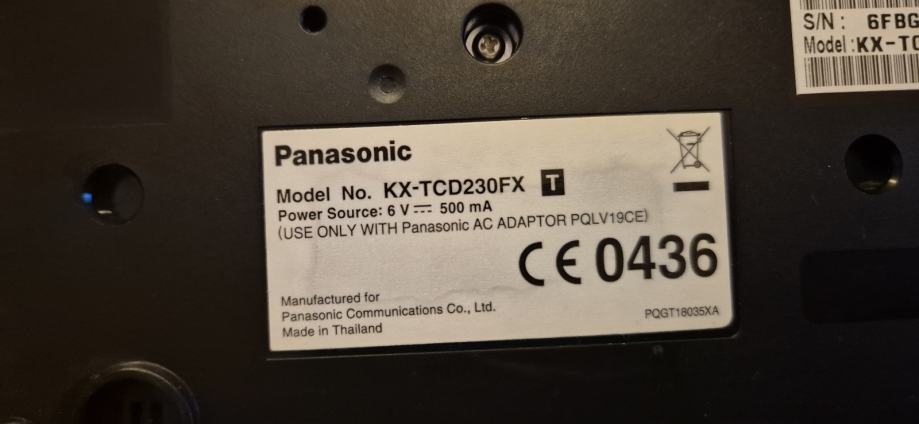 S/N : 6FBG
Model :KX-TC
Panasonic
Model No. KX-TCD230FX T
Power Source: 6 V ⎓ 500 mA
(USE ONLY WITH Panasonic AC ADAPTOR PQLV19CE)
CE 0436
Manufactured for
Panasonic Communications Co., Ltd.
Made in Thailand
PQGT18035XA